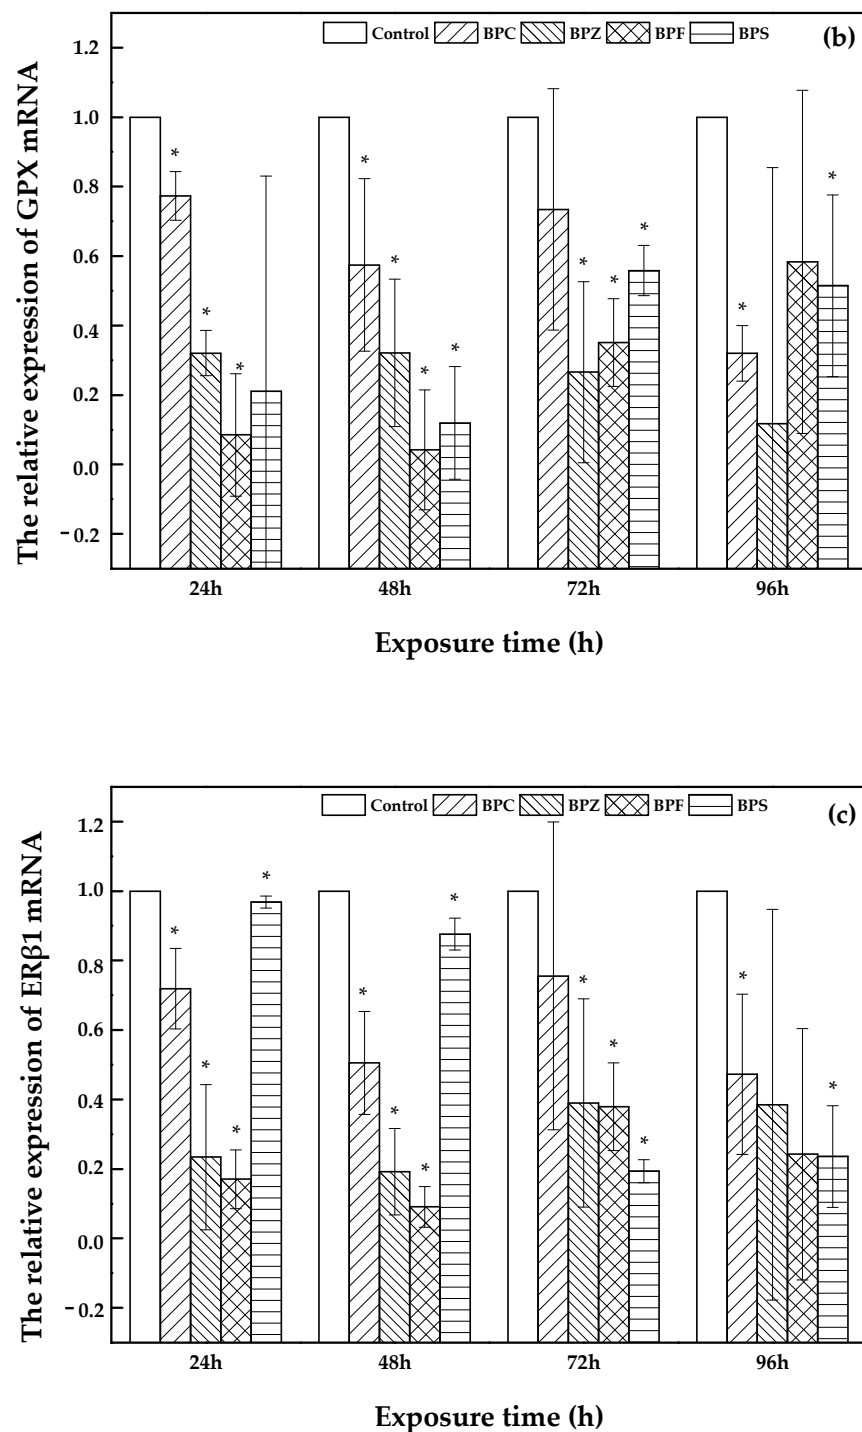 Control BPC BPZ BPF BPS (b)
The relative expression of GPX mRNA
1.2
1.0
0.8
0.6
0.4
0.2
0.0
-0.2
* * * * * * * * * * * *
24h 48h 72h 96h
Exposure time (h)
Control BPC BPZ BPF BPS (c)
The relative expression of ERβ1 mRNA
1.2
1.0
0.8
0.6
0.4
0.2
0.0
-0.2
* * * * * * * * * * * * *
24h 48h 72h 96h
Exposure time (h)